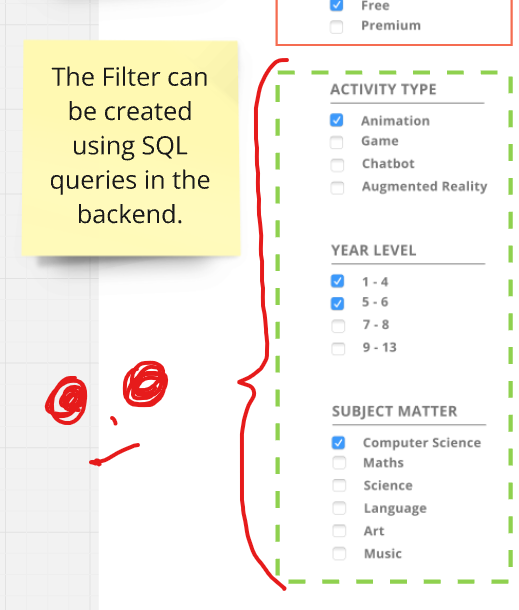 Free
Premium
The Filter can
be created
using SQL
queries in the
backend.
ACTIVITY TYPE
Animation
Game
Chatbot
Augmented Reality
YEAR LEVEL
1 - 4
5 - 6
7 - 8
9 - 13
SUBJECT MATTER
Computer Science
Maths
Science
Language
Art
Music